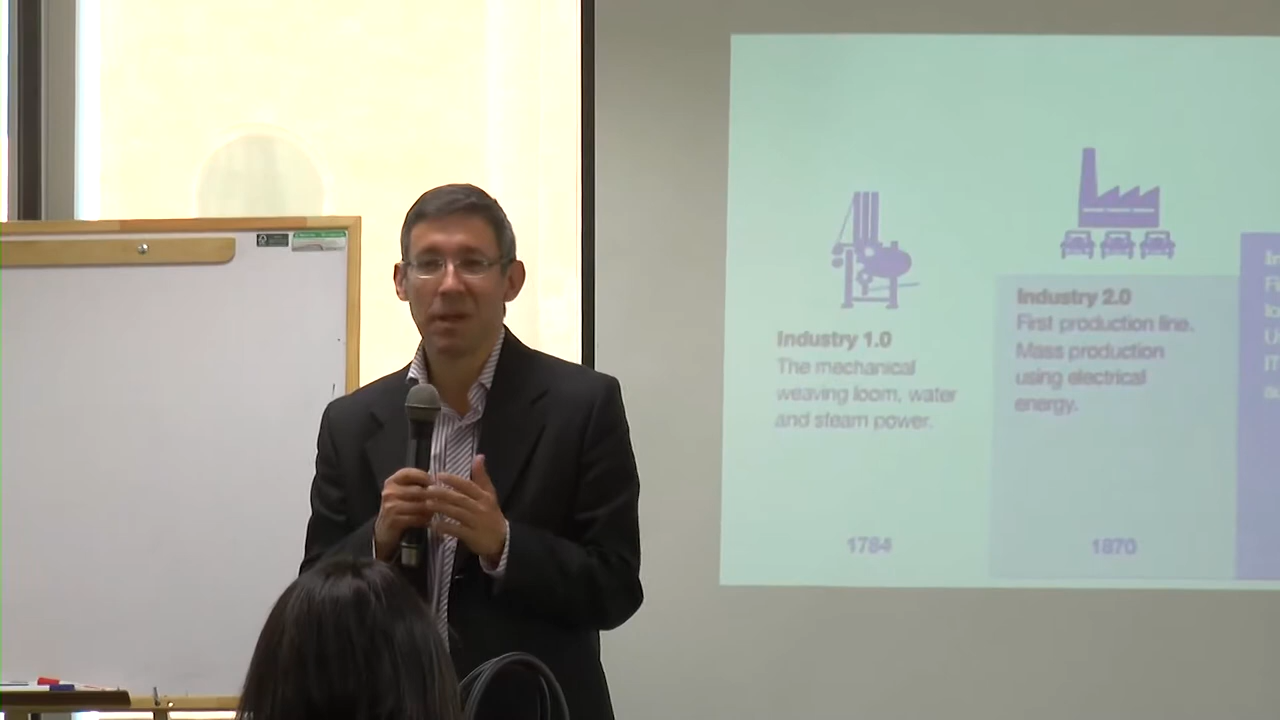 Industry 1.0
The mechanical
weaving loom, water
and steam power.
1784
Industry 2.0
First production line.
Mass production
using electrical
energy.
1870